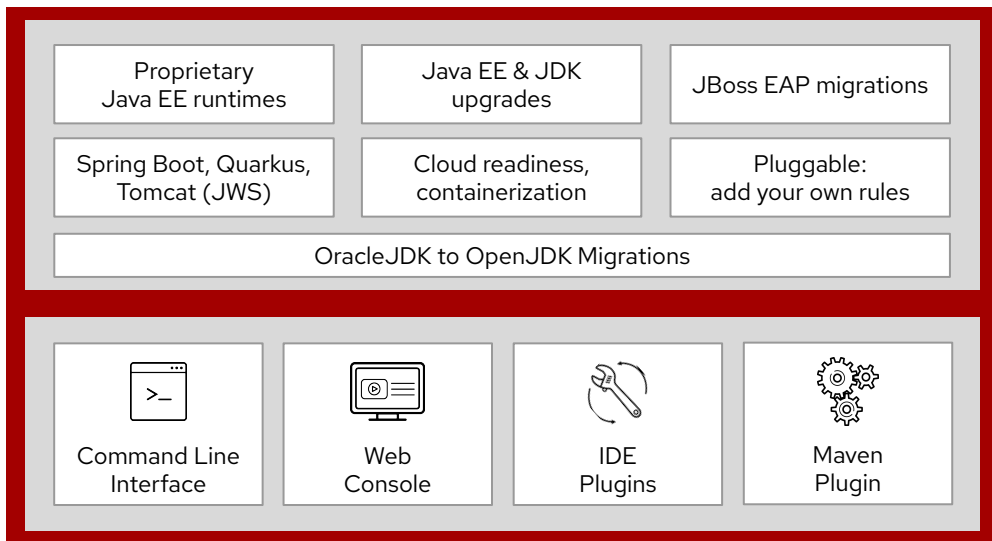 Proprietary
Java EE runtimes
Java EE & JDK
upgrades
JBoss EAP migrations
Spring Boot, Quarkus,
Tomcat (JWS)
Cloud readiness,
containerization
Pluggable:
add your own rules
OracleJDK to OpenJDK Migrations
>_
Command Line
Interface
Web
Console
IDE
Plugins
Maven
Plugin